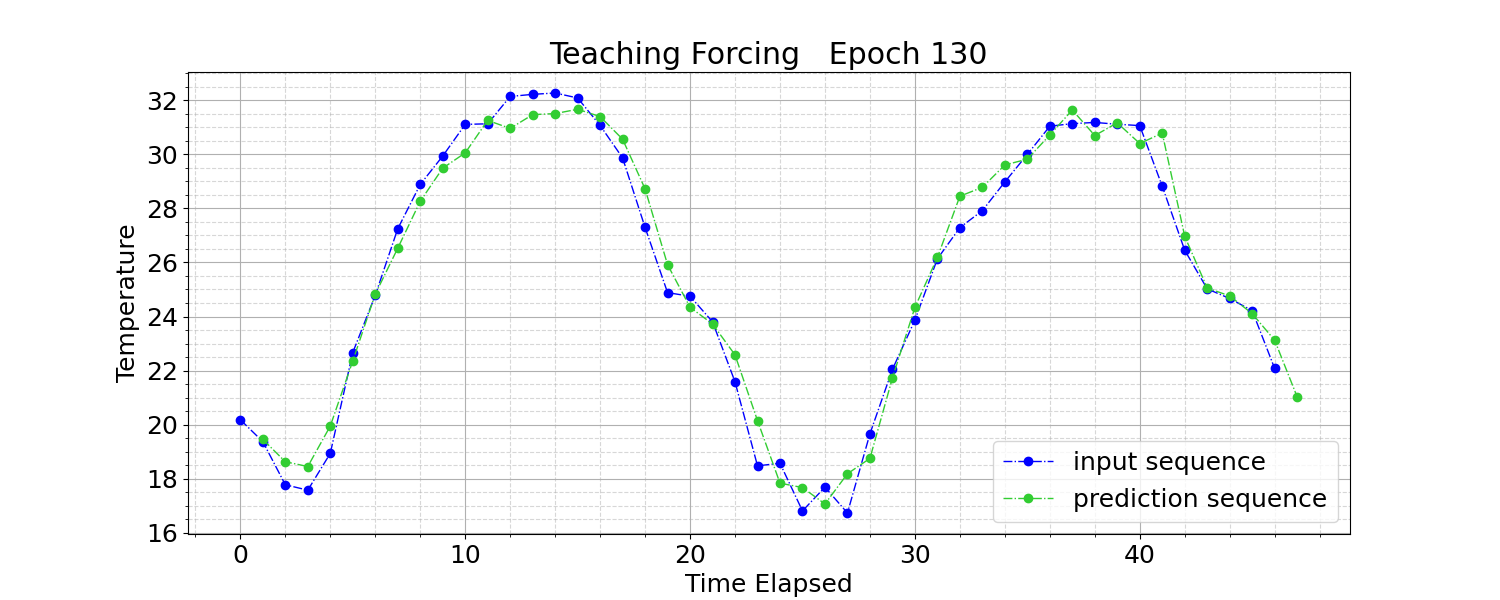 Teaching Forcing   Epoch 130
Temperature
32
30
28
26
24
22
20
18
16
input sequence
prediction sequence
0 10 20 30 40
Time Elapsed